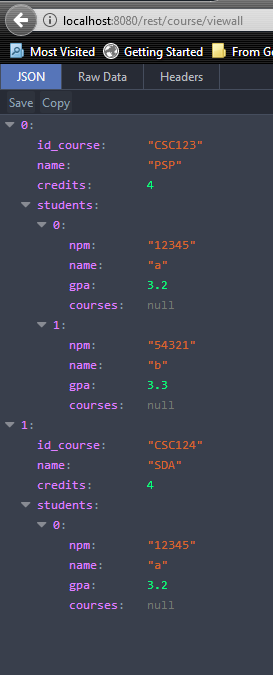 localhost:8080/rest/course/viewall
Most Visited Getting Started From G
JSON Raw Data Headers
Save Copy
0:
id_course: "CSC123"
name: "PSP"
credits: 4
students:
0:
npm: "12345"
name: "a"
gpa: 3.2
courses: null
1:
npm: "54321"
name: "b"
gpa: 3.3
courses: null
1:
id_course: "CSC124"
name: "SDA"
credits: 4
students:
0:
npm: "12345"
name: "a"
gpa: 3.2
courses: null